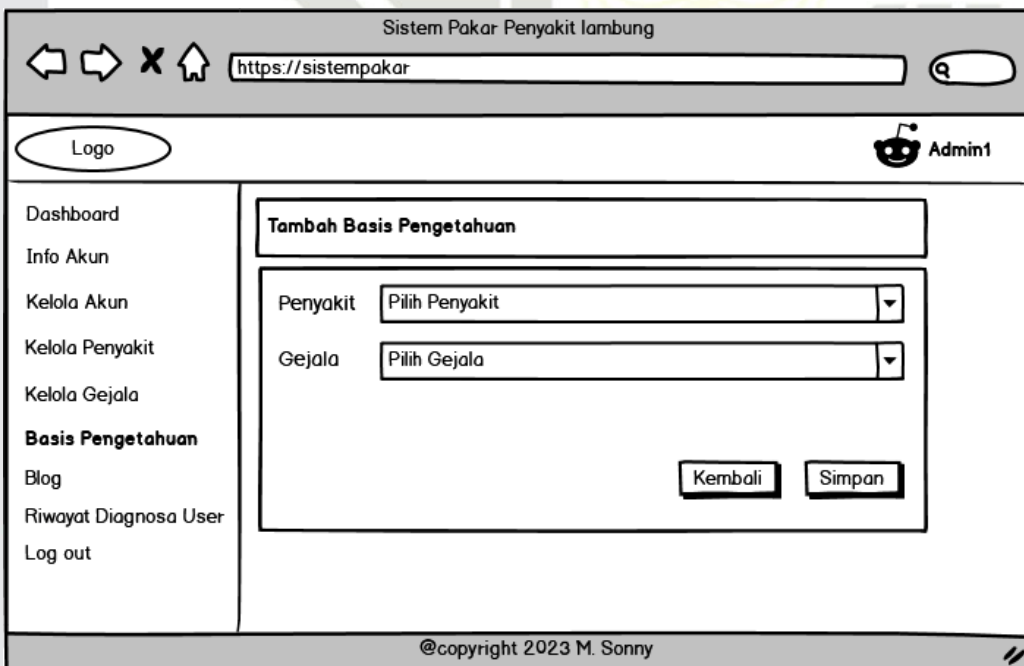 Sistem Pakar Penyakit lambung
https://sistempakar
Logo
Admin1
Dashboard
Info Akun
Kelola Akun
Kelola Penyakit
Kelola Gejala
Basis Pengetahuan
Blog
Riwayat Diagnosa User
Log out
Tambah Basis Pengetahuan
Penyakit Pilih Penyakit
Gejala Pilih Gejala
Kembali Simpan
@copyright 2023 M. Sonny